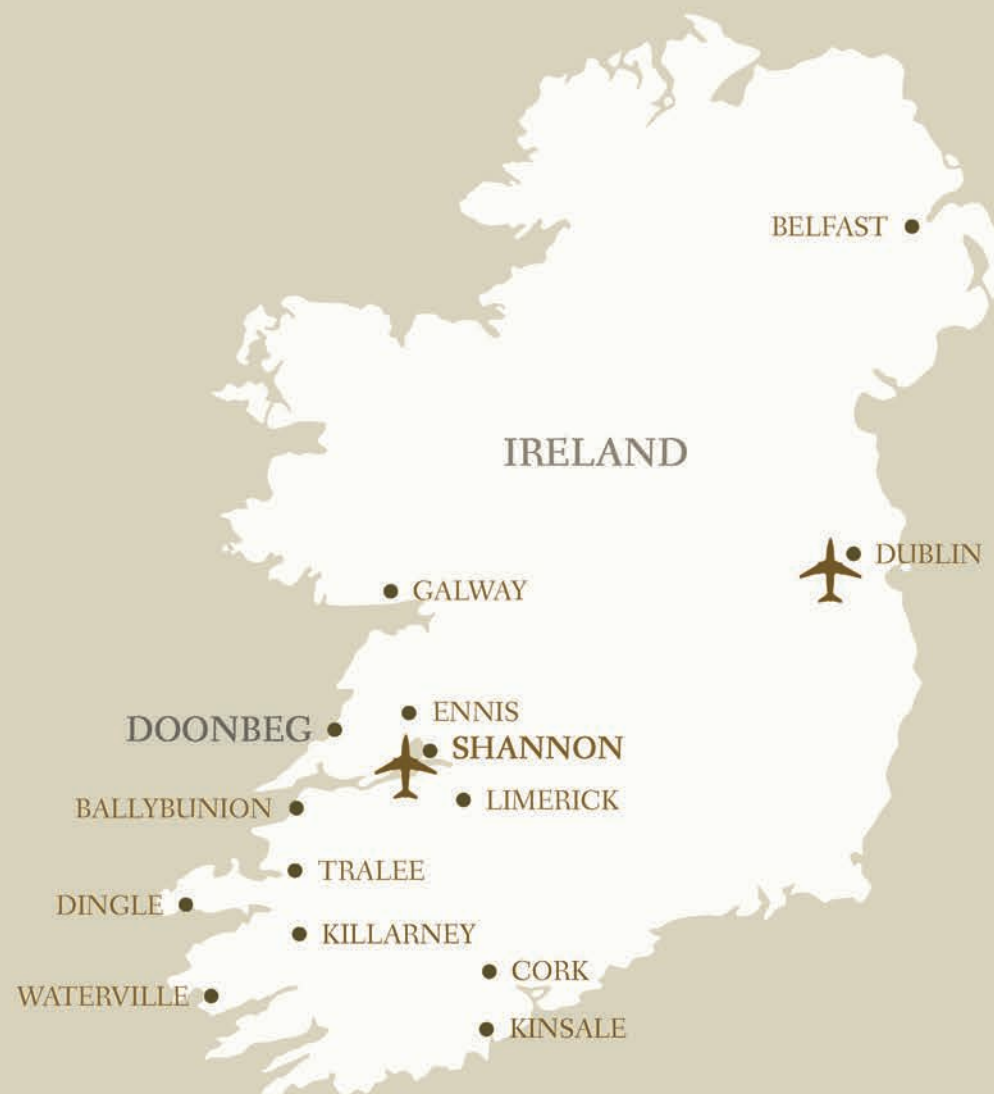 BELFAST
IRELAND
DUBLIN
GALWAY
ENNIS
DOONBEG
SHANNON
LIMERICK
BALLYBUNION
TRALEE
DINGLE
KILLARNEY
CORK
WATERVILLE
KINSALE